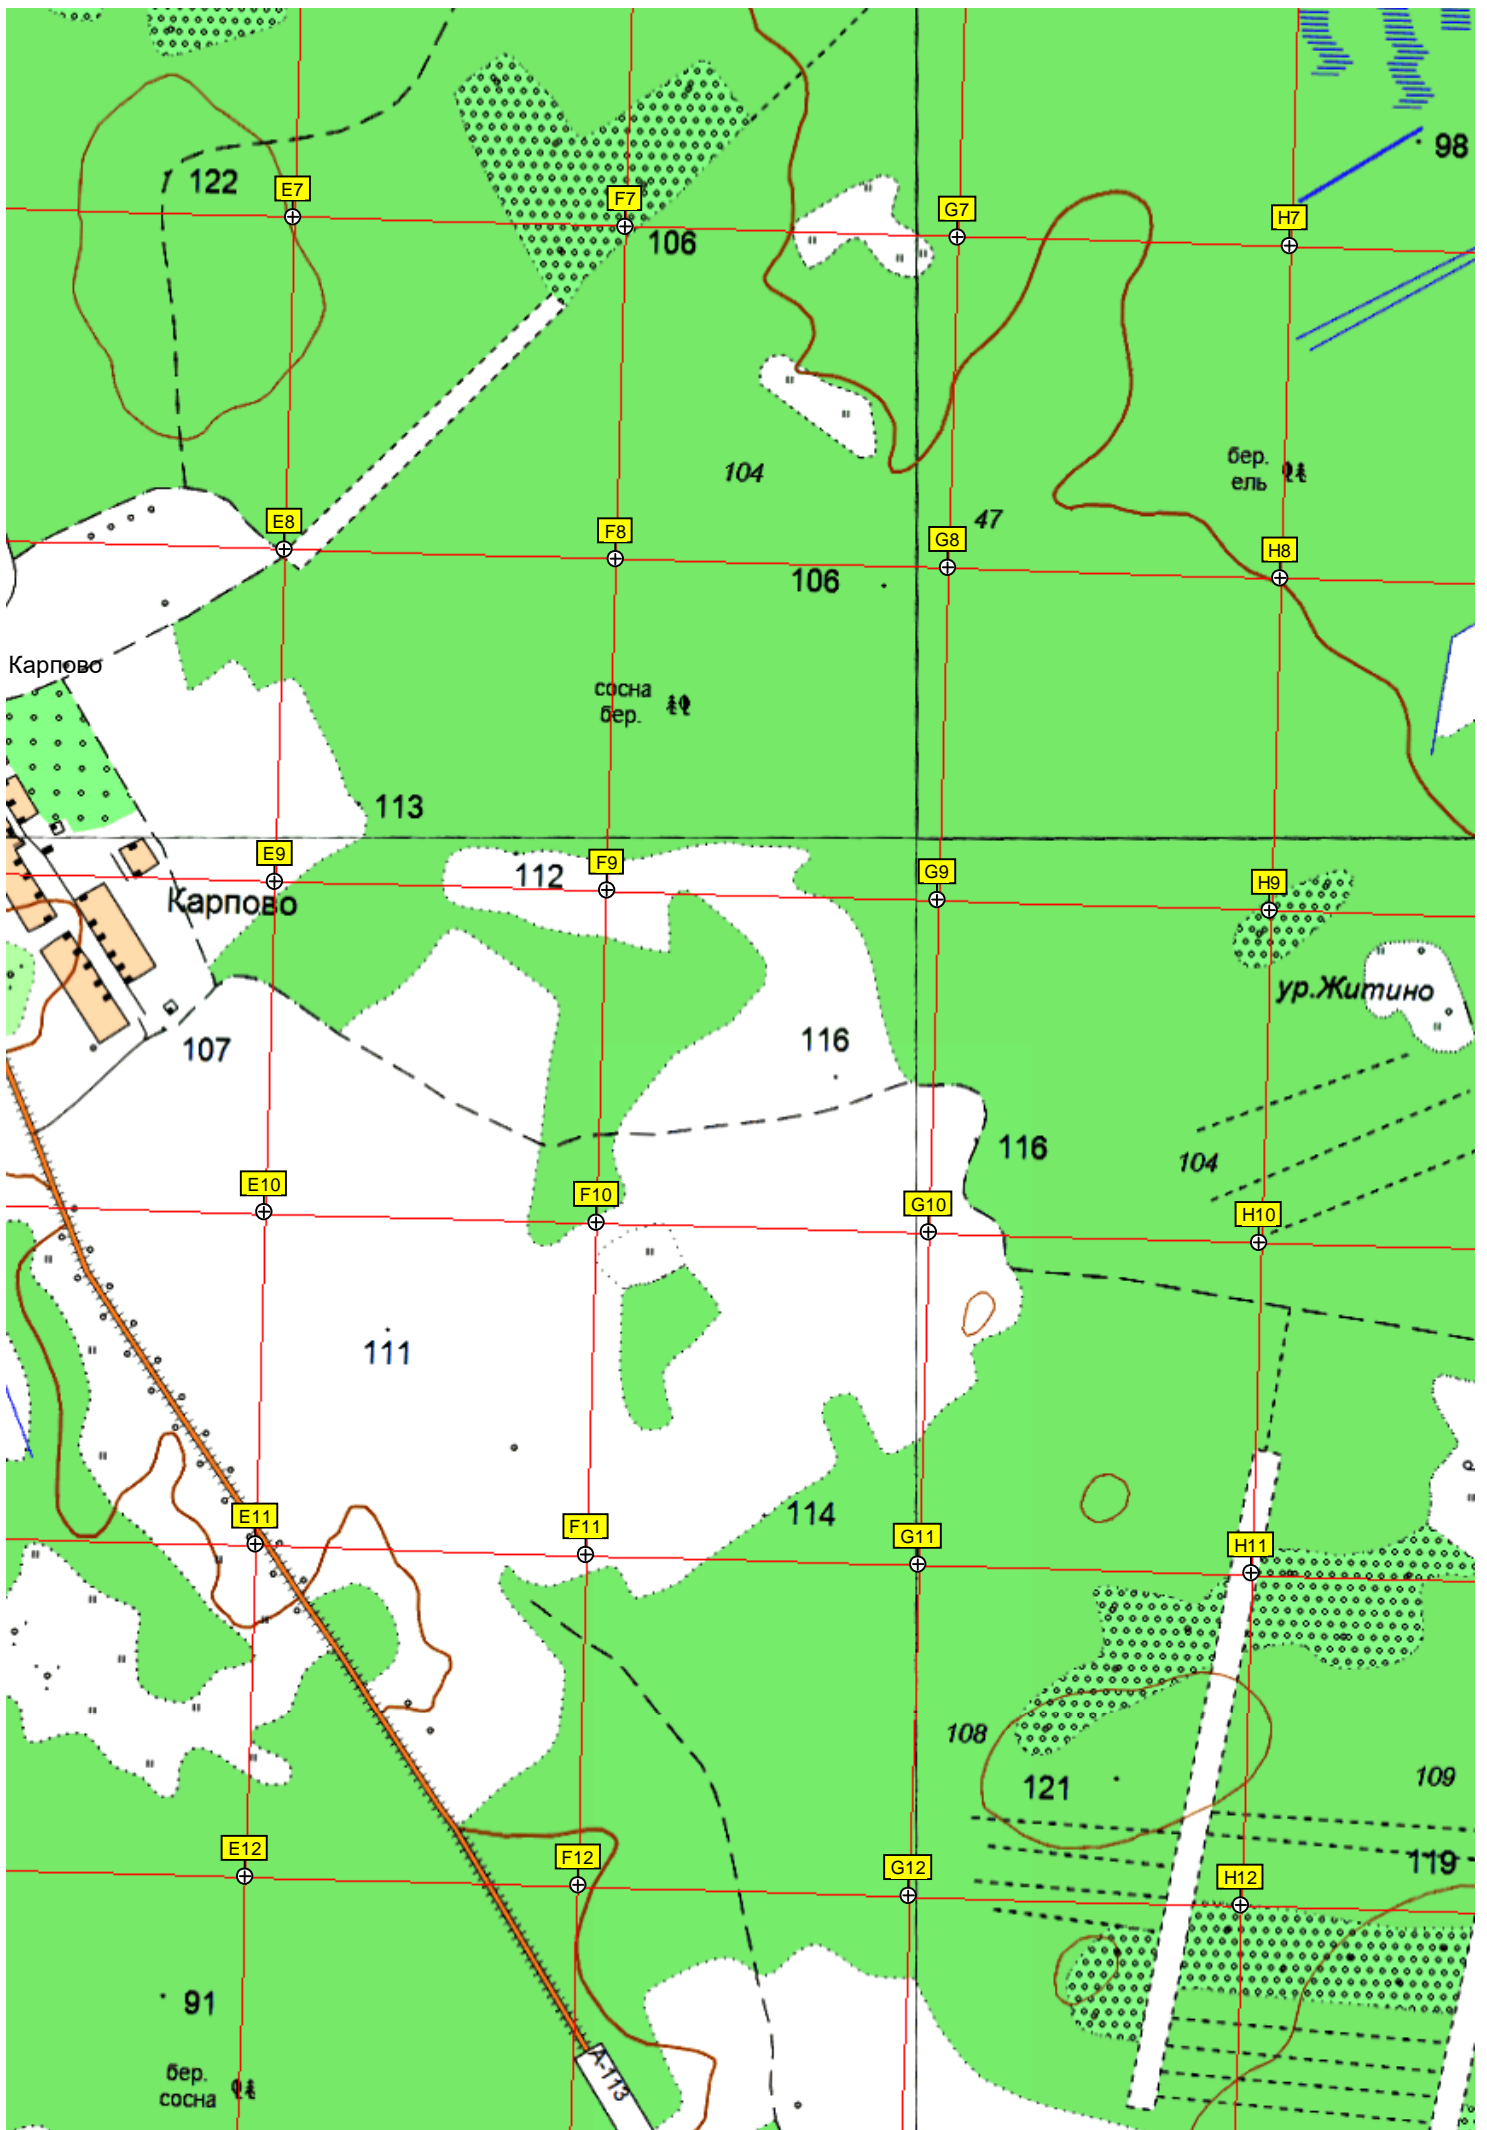 98
122
E7
F7
G7
H7
106
бер.
ель
104
47
E8
F8
G8
H8
106
Карпово
сосна
бер.
113
E9
F9
G9
H9
112
Карпово
ур.Житино
107
116
116
104
E10
F10
G10
H10
111
114
E11
F11
G11
H11
108
121
109
119
E12
F12
G12
H12
91
бер.
сосна
А-113